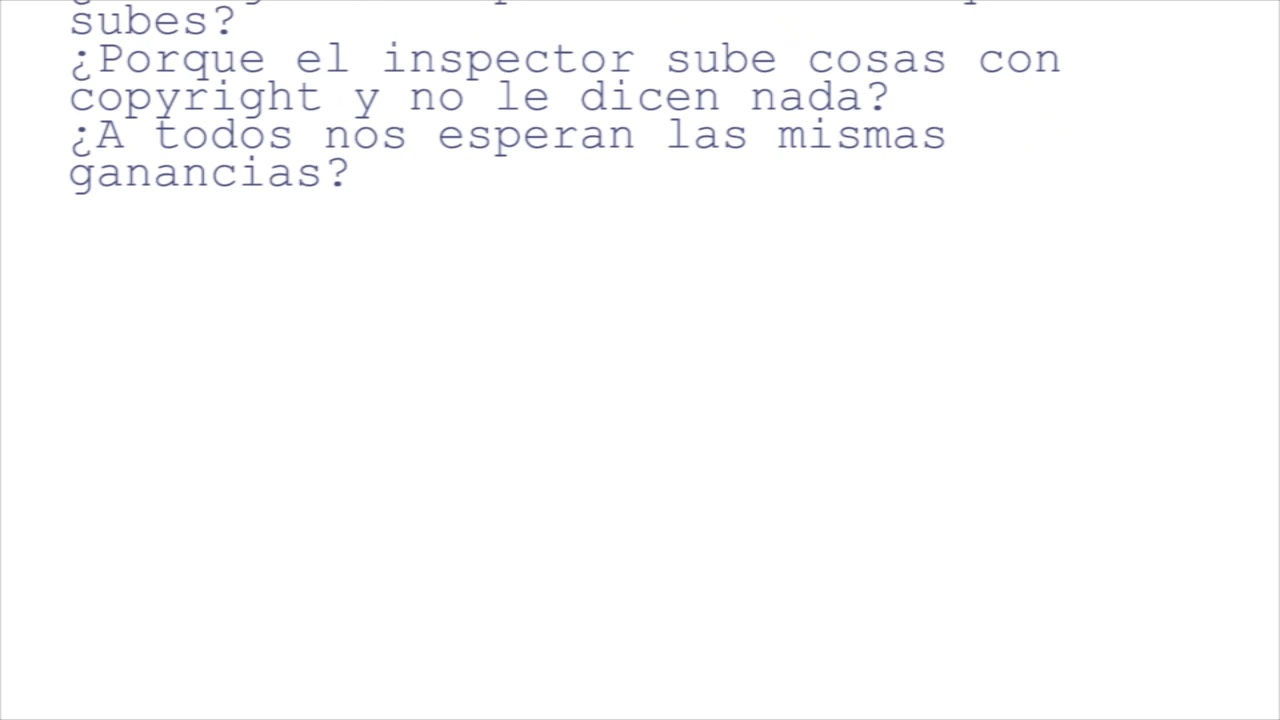 subes?
¿Porque el inspector sube cosas con
copyright y no le dicen nada?
¿A todos nos esperan las mismas
ganancias?